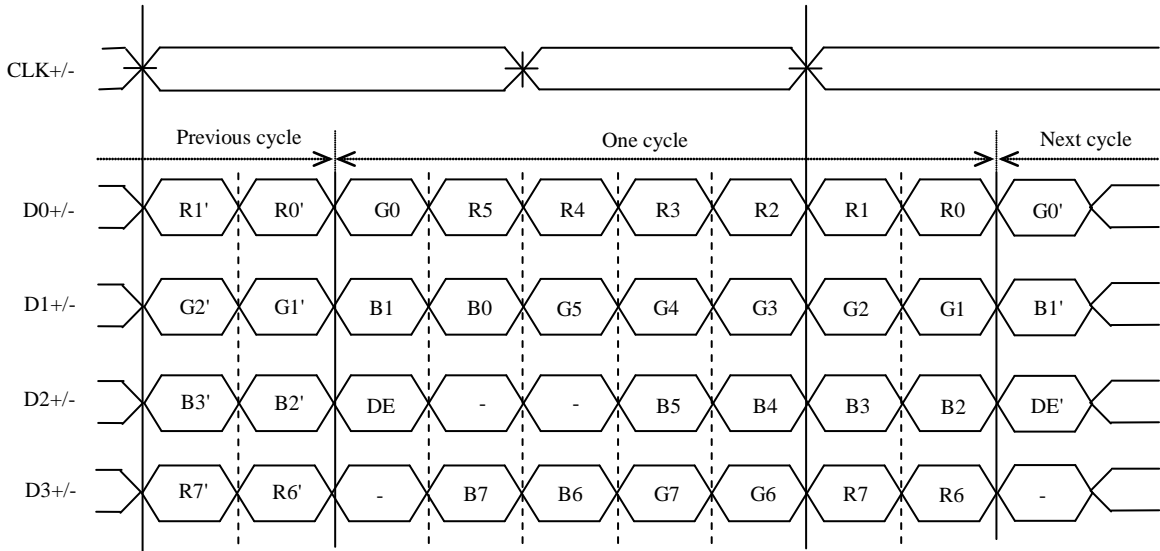 CLK+/-
Previous cycle One cycle Next cycle
D0+/- R1' R0' G0 R5 R4 R3 R2 R1 R0 G0'
D1+/- G2' G1' B1 B0 G5 G4 G3 G2 G1 B1'
D2+/- B3' B2' DE - - B5 B4 B3 B2 DE'
D3+/- R7' R6' - B7 B6 G7 G6 R7 R6 -